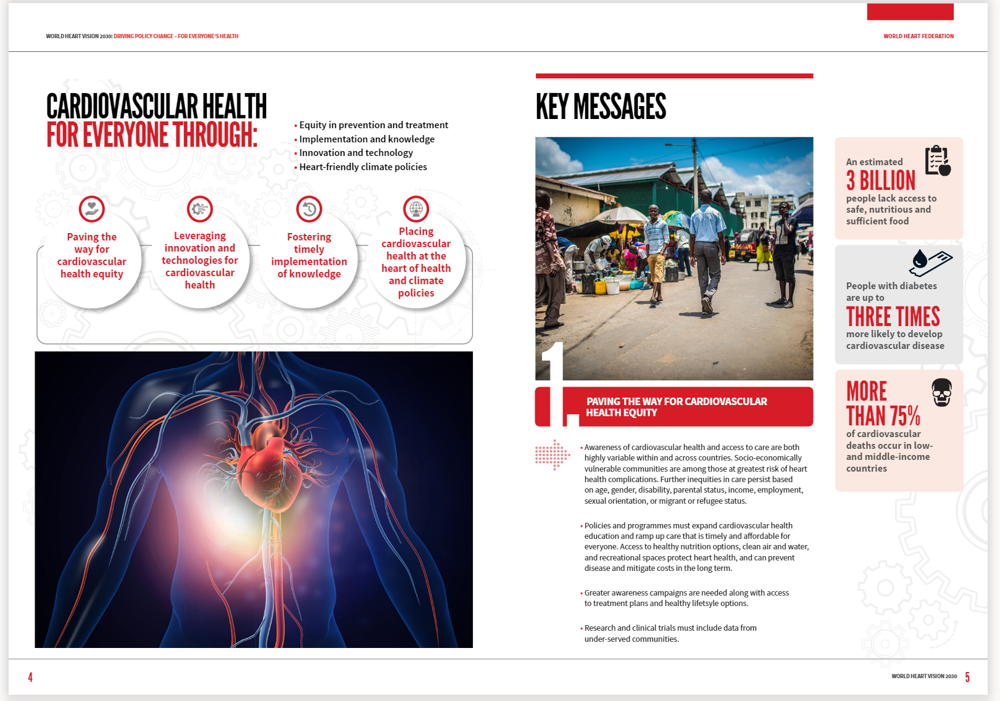 WORLD HEART VISION 2030: DRIVING POLICY CHANGE – FOR EVERYONE'S HEALTH
WORLD HEART FEDERATION
CARDIOVASCULAR HEALTH
FOR EVERYONE THROUGH:
• Equity in prevention and treatment
• Implementation and knowledge
• Innovation and technology
• Heart-friendly climate policies
Paving the
way for
cardiovascular
health equity
Leveraging
innovation and
technologies for
cardiovascular
health
Fostering
timely
implementation
of knowledge
Placing
cardiovascular
health at the
heart of health
and climate
policies
4
KEY MESSAGES
1.
PAVING THE WAY FOR CARDIOVASCULAR
HEALTH EQUITY
• Awareness of cardiovascular health and access to care are both
highly variable within and across countries. Socio-economically
vulnerable communities are among those at greatest risk of heart
health complications. Further inequities in care persist based
on age, gender, disability, parental status, income, employment,
sexual orientation, or migrant or refugee status.
• Policies and programmes must expand cardiovascular health
education and ramp up care that is timely and affordable for
everyone. Access to healthy nutrition options, clean air and water,
and recreational spaces protect heart health, and can prevent
disease and mitigate costs in the long term.
• Greater awareness campaigns are needed along with access
to treatment plans and healthy lifetsyle options.
• Research and clinical trials must include data from
under-served communities.
An estimated
3 BILLION
people lack access to
safe, nutritious and
sufficient food
People with diabetes
are up to
THREE TIMES
more likely to develop
cardiovascular disease
MORE
THAN 75%
of cardiovascular
deaths occur in low-
and middle-income
countries
WORLD HEART VISION 2030 5